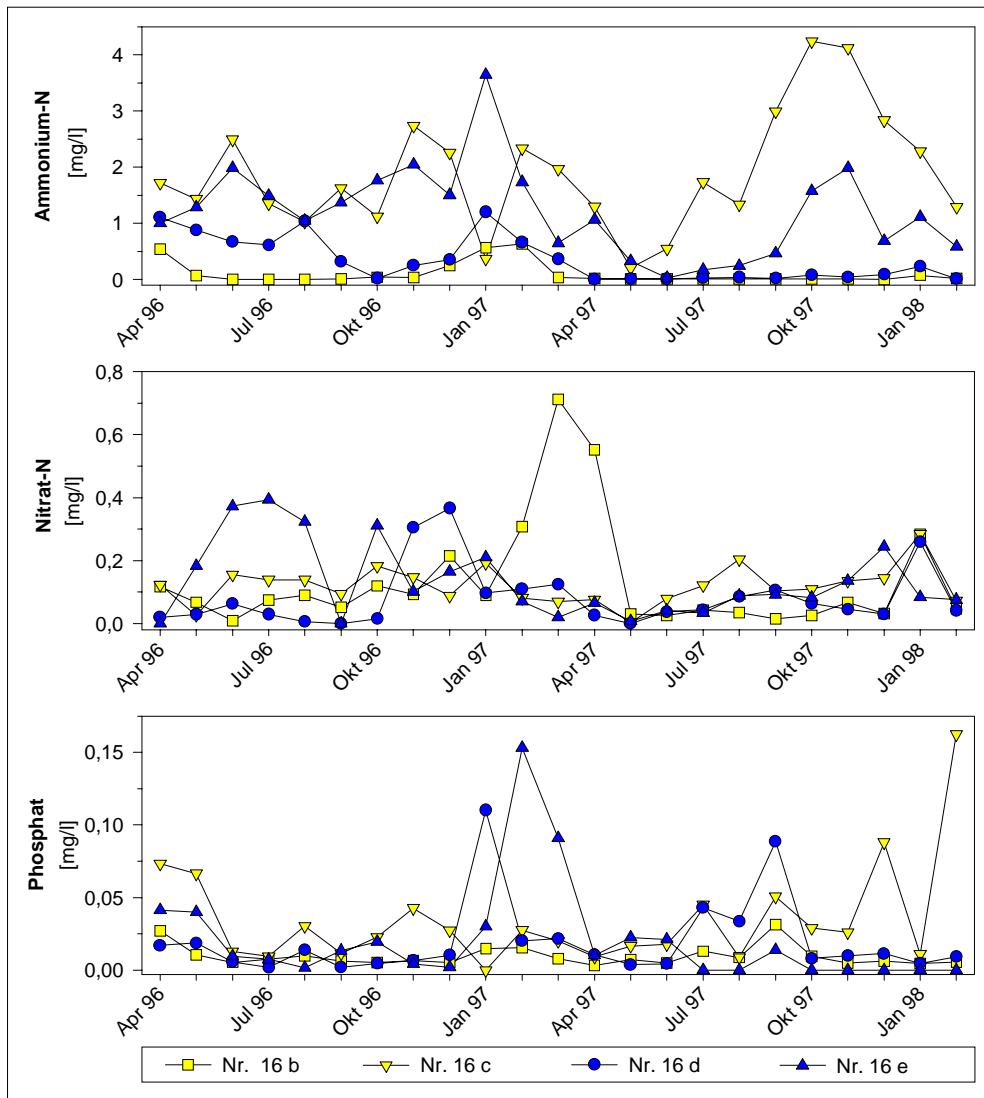 Ammonium-N
[mg/l]
4
3
2
1
0
Apr 96
Jul 96
Okt 96
Jan 97
Apr 97
Jul 97
Okt 97
Jan 98
Nitrat-N
[mg/l]
0,8
0,6
0,4
0,2
0,0
Apr 96
Jul 96
Okt 96
Jan 97
Apr 97
Jul 97
Okt 97
Jan 98
Phosphat
[mg/l]
0,15
0,10
0,05
0,00
Apr 96
Jul 96
Okt 96
Jan 97
Apr 97
Jul 97
Okt 97
Jan 98
Nr. 16 b Nr. 16 c Nr. 16 d Nr. 16 e